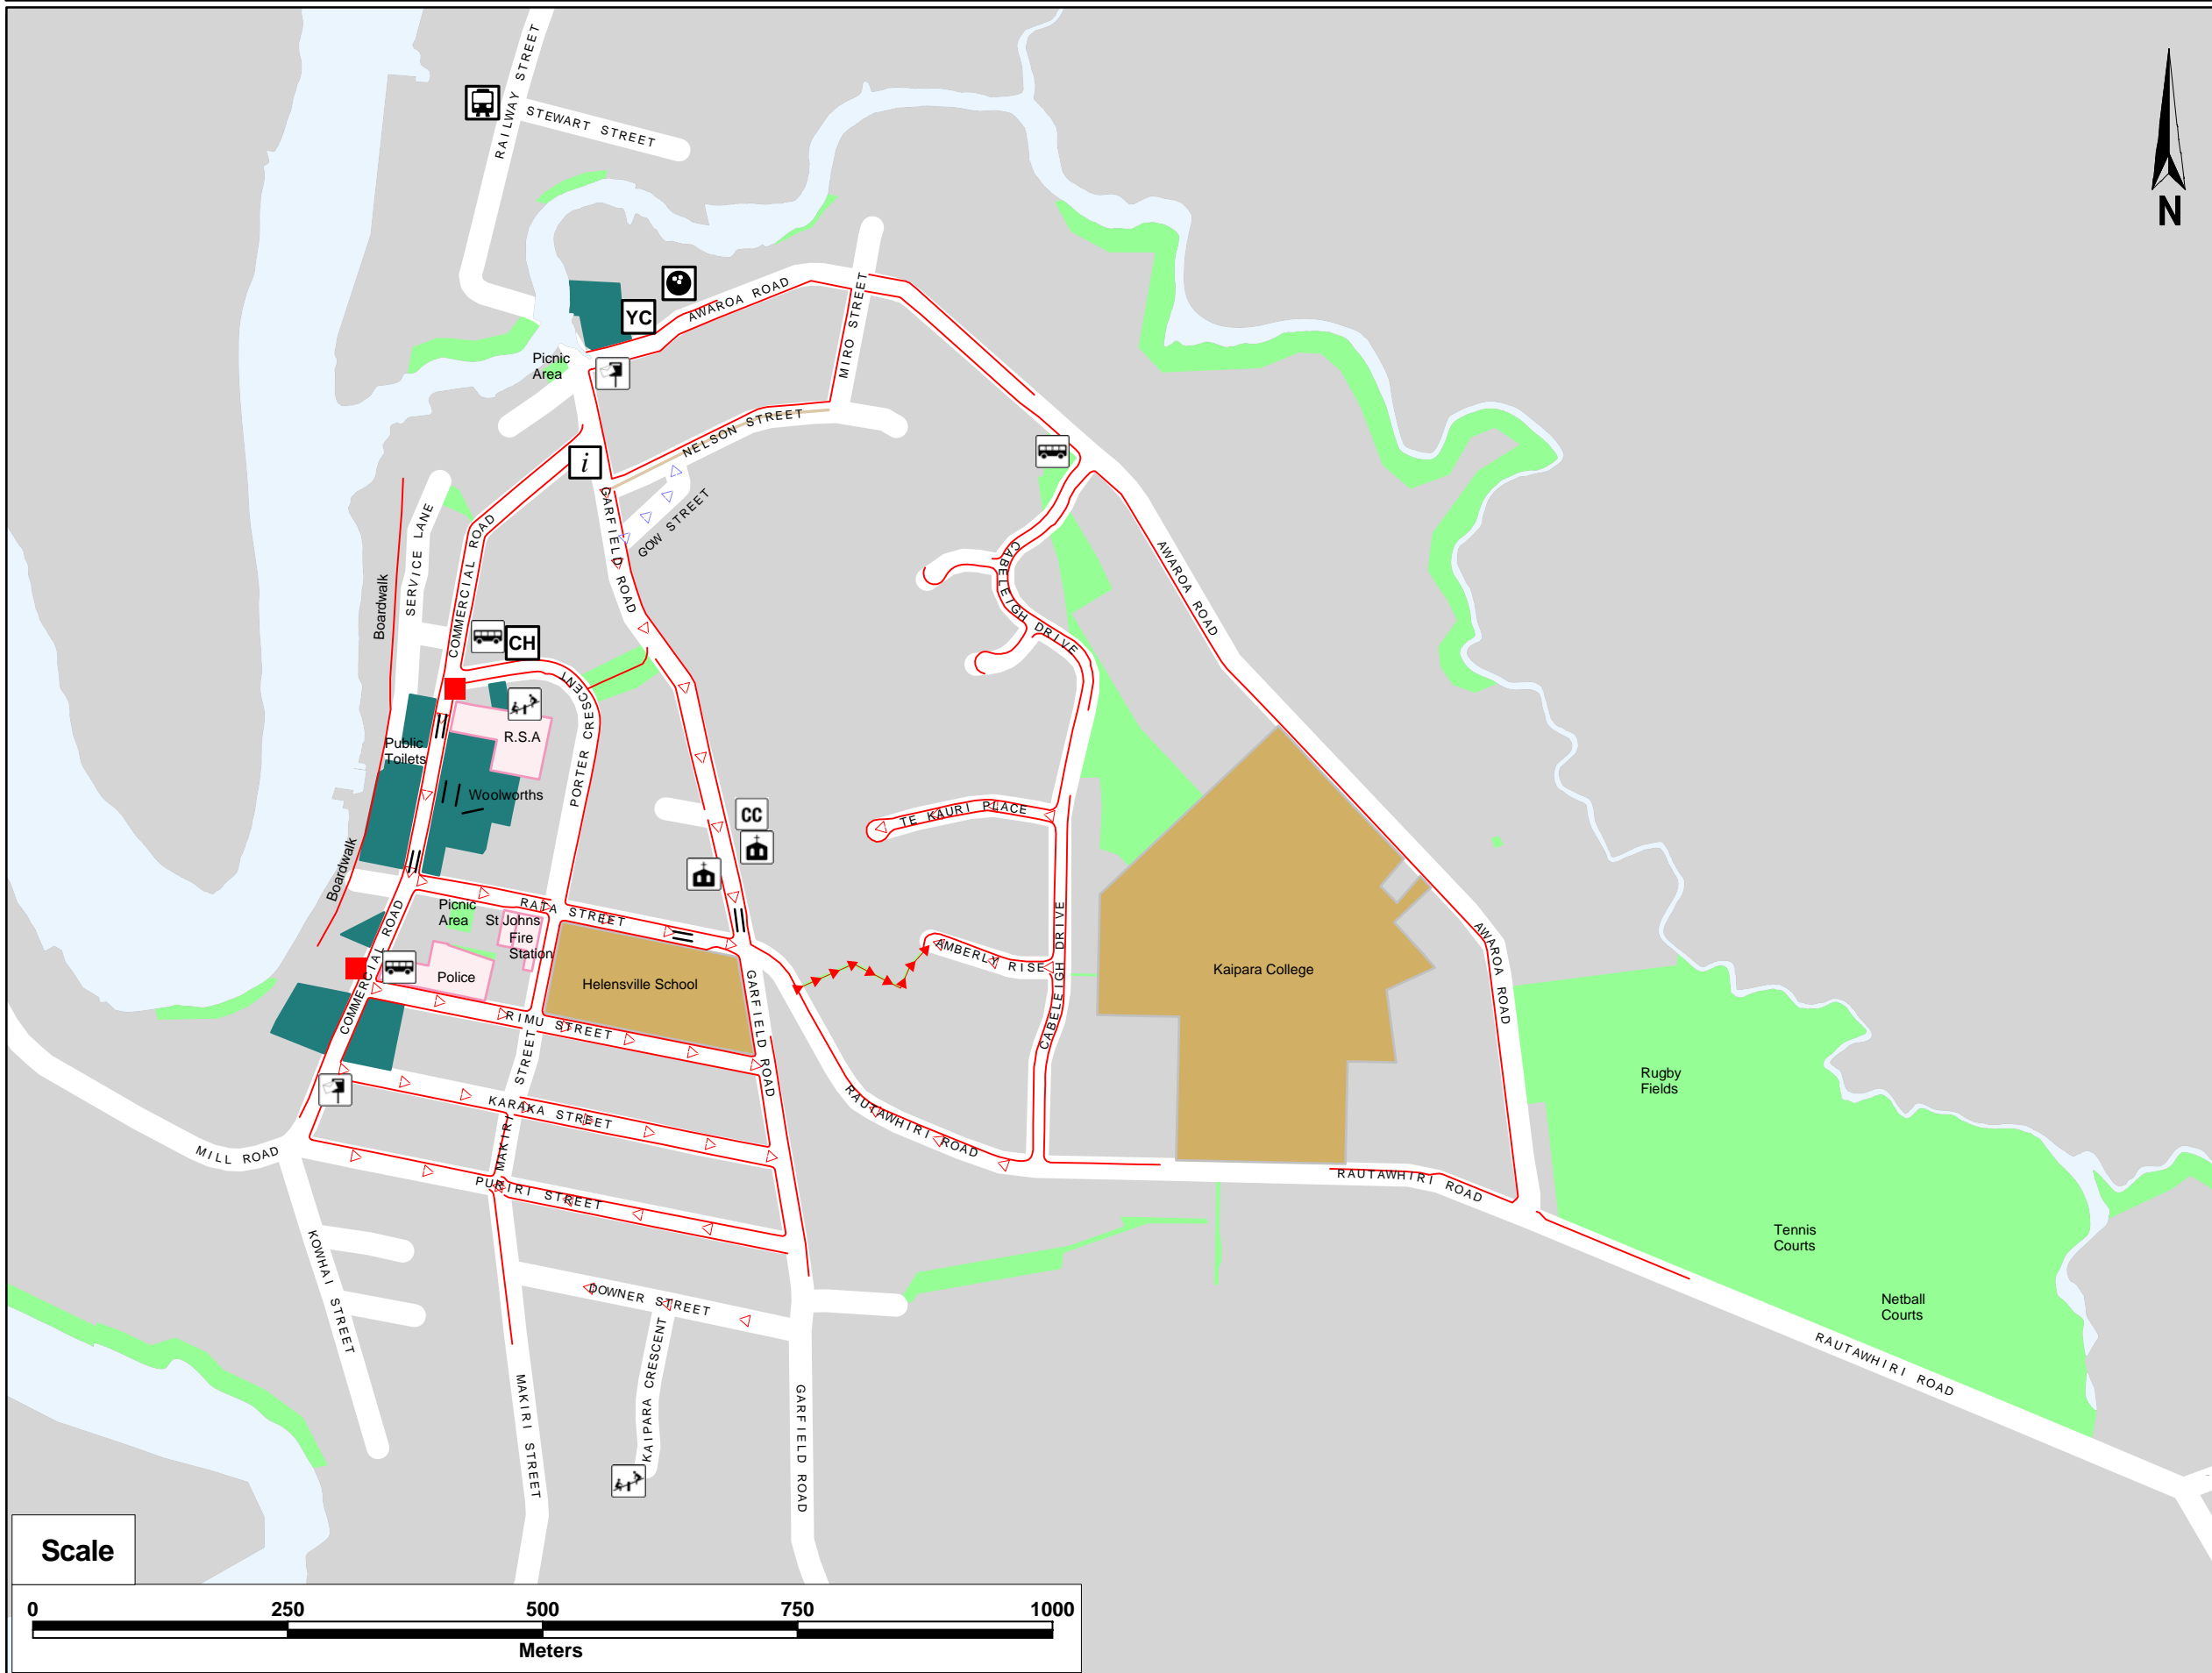 RAILWAY STREET
STEWART STREET
N
YC
AWAROA ROAD
MIRO STREET
Picnic
Area
NELSON STREET
i
GARFIELD ROAD
GOW STREET
SERVICE LANE
COMMERCIAL ROAD
Boardwalk
CH
PORTER CRESCENT
CABELEIGH DRIVE
AWAROA ROAD
R.S.A
Public
Toilets
Woolworths
CC
TE KAURI PLACE
Boardwalk
Picnic
Area
RATA STREET
St Johns
Fire
Station
COMMERCIAL ROAD
Police
Helensville School
AMBERLY RISE
CABELEIGH DRIVE
Kaipara College
AWAROA ROAD
RIMU STREET
GARFIELD ROAD
MAKIRI STREET
KARAKA STREET
RAUTAWHIRI ROAD
Rugby
Fields
MILL ROAD
PURIRI STREET
RAUTAWHIRI ROAD
KOWHAI STREET
DOWNER STREET
Tennis
Courts
Netball
Courts
KAIPARA CRESCENT
MAKIRI STREET
GARFIELD ROAD
RAUTAWHIRI ROAD
Scale
0 250 500 750 1000
Meters